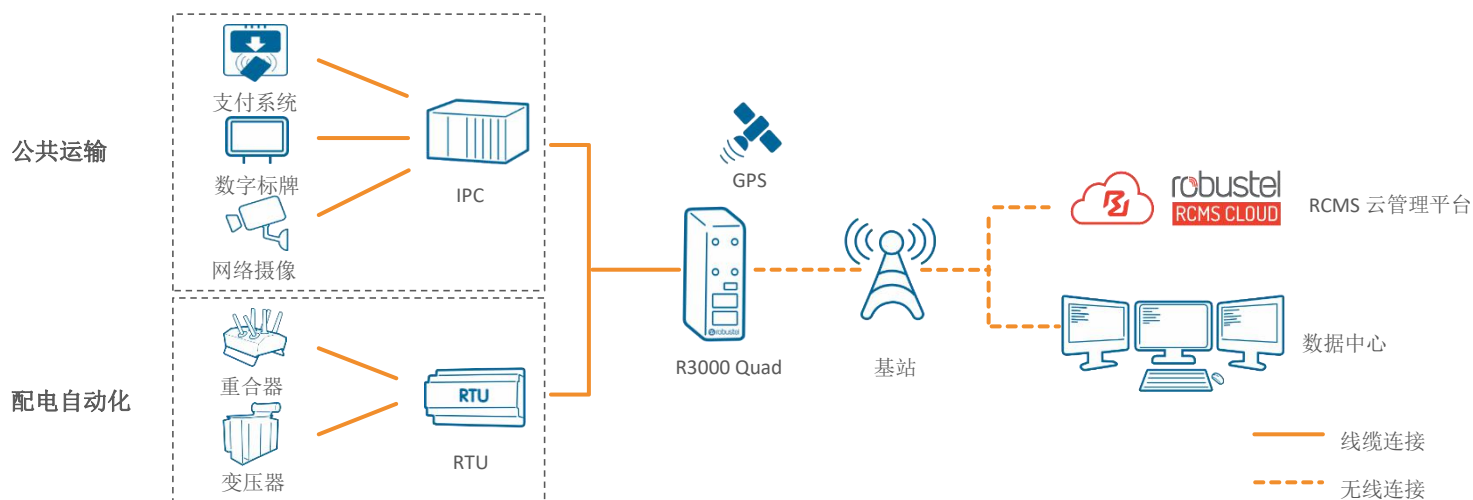 公共运输
支付系统
数字标牌
网络摄像
IPC
配电自动化
重合器
变压器
RTU
RTU
GPS
robustel
R3000 Quad
基站
robustel
RCMS CLOUD
RCMS 云管理平台
数据中心
线缆连接
无线连接